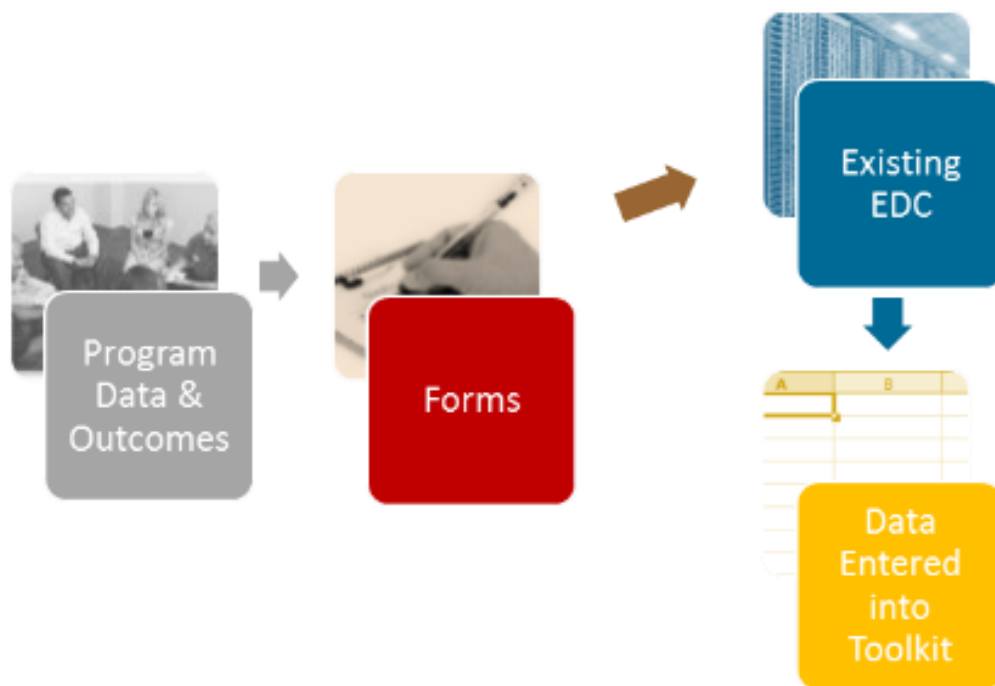 Program
Data &
Outcomes
Forms
Existing
EDC
A B
Data
Entered
into
Toolkit